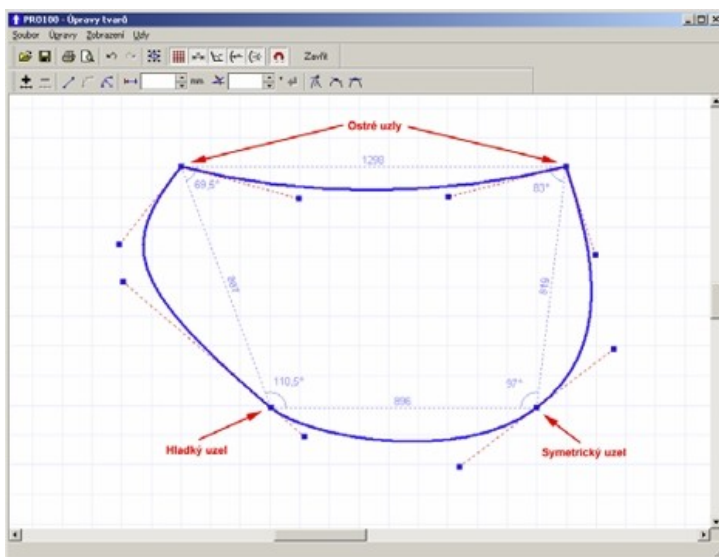 PRO100 - Úpravy tvarů
Soubor Úpravy Zobrazení Uzly
Zavřít
mm
°
Ostré uzly
1298
69,5°
83°
819
110,5°
97°
896
Hladký uzel
Symetrický uzel